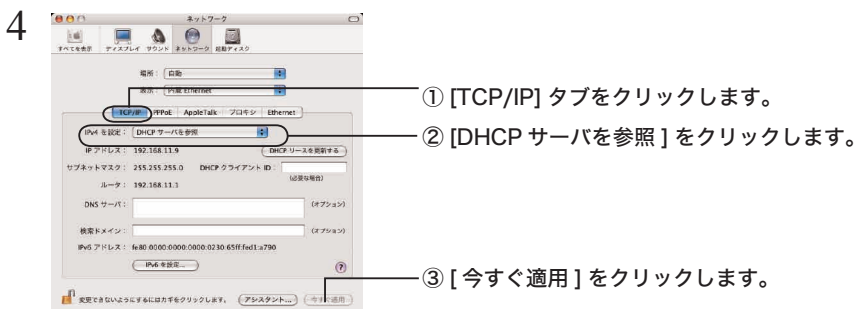 4
ネットワーク
すべてを表示 ディスプレイ サウンド ネットワーク 起動ディスク
場所： 自動
表示： 内蔵 Ethernet
TCP/IP PPPoE AppleTalk プロキシ Ethernet
IPv4 を設定： DHCP サーバを参照
IP アドレス： 192.168.11.9 DHCP リースを更新する
サブネットマスク： 255.255.255.0 DHCP クライアント ID：
(必要な場合)
ルータ： 192.168.11.1
DNS サーバ： (オプション)
検索ドメイン： (オプション)
IPv6 アドレス： fe80:0000:0000:0000:0230:65ff:fed1:a790
IPv6 を設定... ?
変更できないようにするにはカギをクリックします。 アシスタント... 今すぐ適用
① [TCP/IP] タブをクリックします。
② [DHCP サーバを参照 ] をクリックします。
③ [ 今すぐ適用 ] をクリックします。